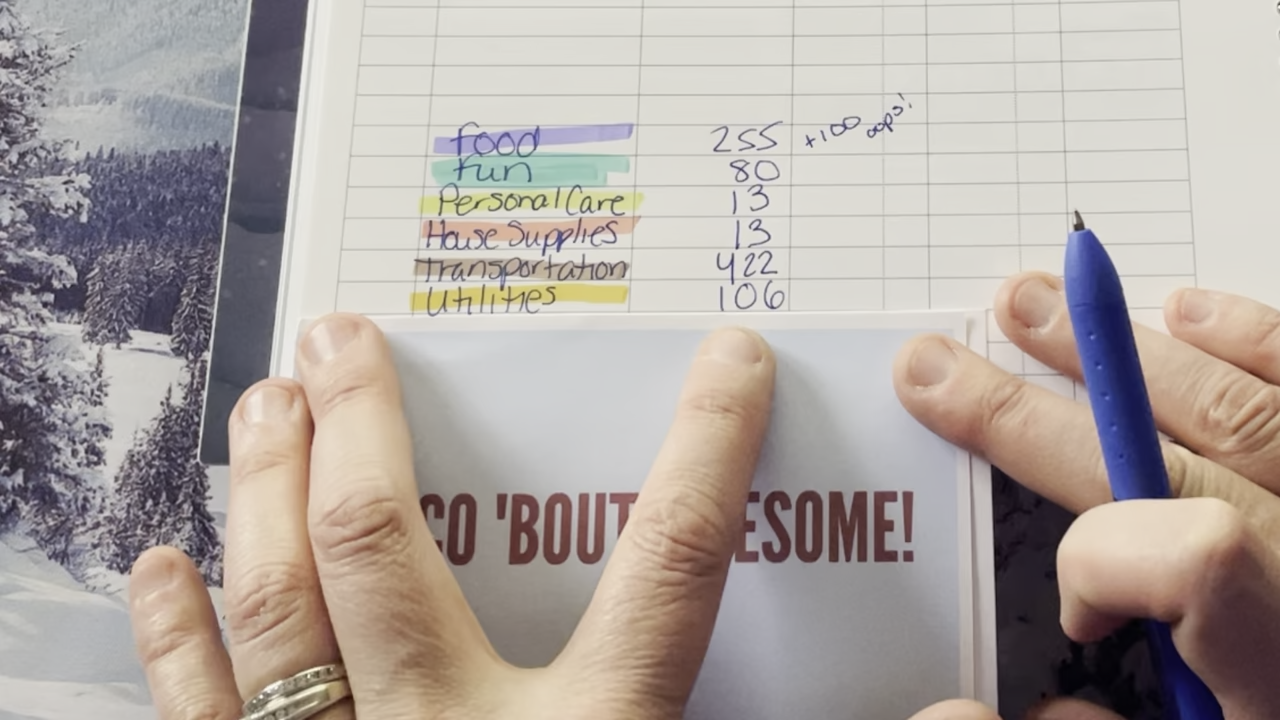 food 255 +100 oops!
fun 80
Personal Care 13
House Supplies 13
Transportation 422
Utilities 106
CO 'BOUT ESOME!